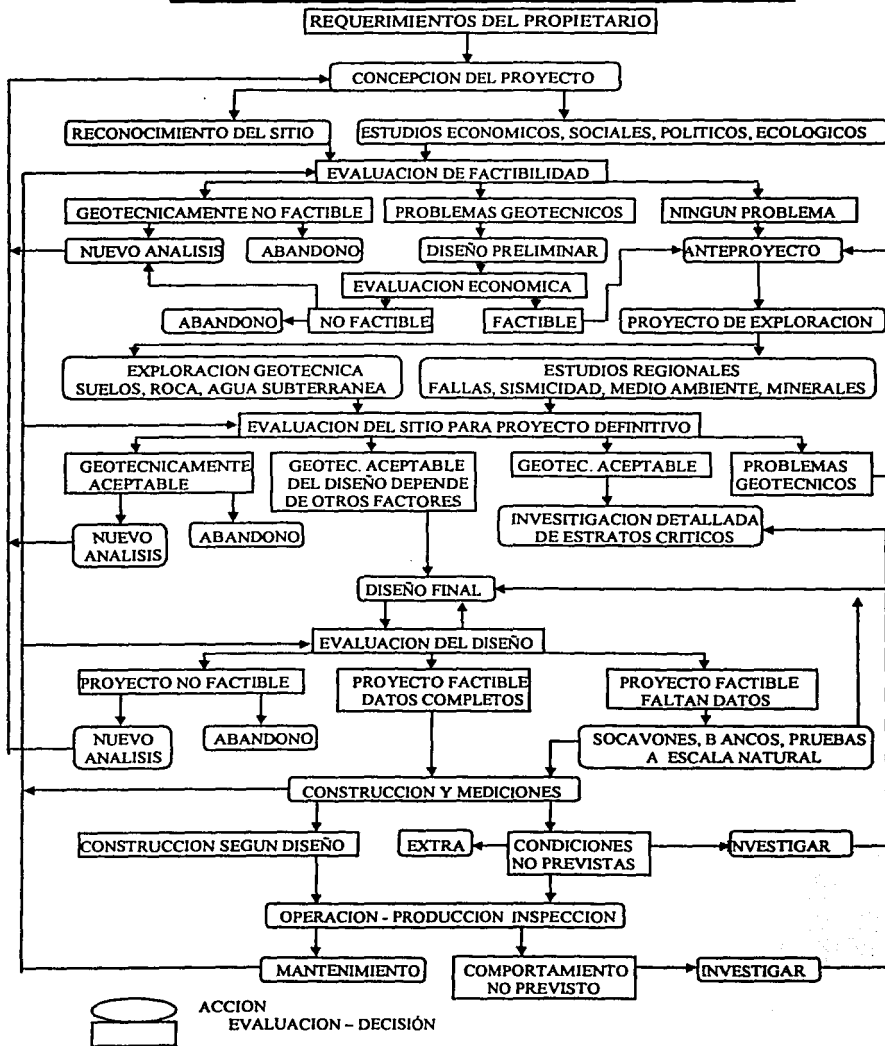 REQUERIMIENTOS DEL PROPIETARIO
CONCEPCION DEL PROYECTO
RECONOCIMIENTO DEL SITIO
ESTUDIOS ECONOMICOS, SOCIALES, POLITICOS, ECOLOGICOS
EVALUACION DE FACTIBILIDAD
GEOTECNICAMENTE NO FACTIBLE
PROBLEMAS GEOTECNICOS
NINGUN PROBLEMA
NUEVO ANALISIS
ABANDONO
DISEÑO PRELIMINAR
ANTEPROYECTO
EVALUACION ECONOMICA
ABANDONO
NO FACTIBLE
FACTIBLE
PROYECTO DE EXPLORACION
EXPLORACION GEOTECNICA
SUELOS, ROCA, AGUA SUBTERRANEA
ESTUDIOS REGIONALES
FALLAS, SISMICIDAD, MEDIO AMBIENTE, MINERALES
EVALUACION DEL SITIO PARA PROYECTO DEFINITIVO
GEOTECNICAMENTE
ACEPTABLE
GEOTEC. ACEPTABLE
DEL DISEÑO DEPENDE
DE OTROS FACTORES
GEOTEC. ACEPTABLE
PROBLEMAS
GEOTECNICOS
NUEVO
ANALISIS
ABANDONO
INVESITIGACION DETALLADA
DE ESTRATOS CRITICOS
DISEÑO FINAL
EVALUACION DEL DISEÑO
PROYECTO NO FACTIBLE
PROYECTO FACTIBLE
DATOS COMPLETOS
PROYECTO FACTIBLE
FALTAN DATOS
NUEVO
ANALISIS
ABANDONO
SOCAVONES, B ANCOS, PRUEBAS
A ESCALA NATURAL
CONSTRUCCION Y MEDICIONES
CONSTRUCCION SEGUN DISEÑO
EXTRA
CONDICIONES
NO PREVISTAS
NVESTIGAR
OPERACION - PRODUCCION INSPECCION
MANTENIMIENTO
COMPORTAMIENTO
NO PREVISTO
INVESTIGAR
ACCION
EVALUACION – DECISIÓN